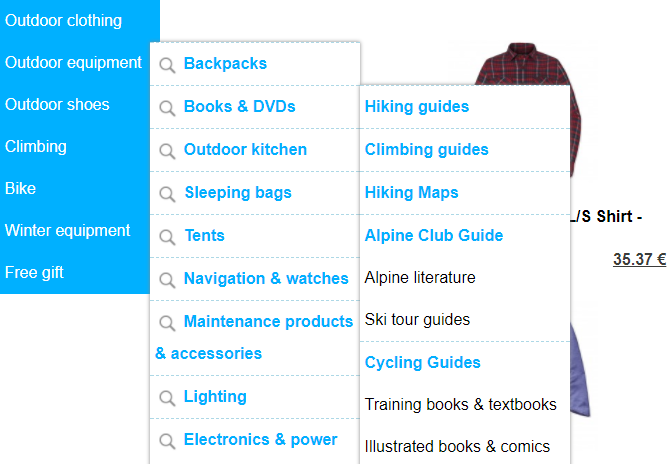 Outdoor clothing
Outdoor equipment
Outdoor shoes
Climbing
Bike
Winter equipment
Free gift
Backpacks
Books & DVDs
Outdoor kitchen
Sleeping bags
Tents
Navigation & watches
Maintenance products
& accessories
Lighting
Electronics & power
Hiking guides
Climbing guides
Hiking Maps
Alpine Club Guide
Alpine literature
Ski tour guides
Cycling Guides
Training books & textbooks
Illustrated books & comics
L/S Shirt -
35.37 €